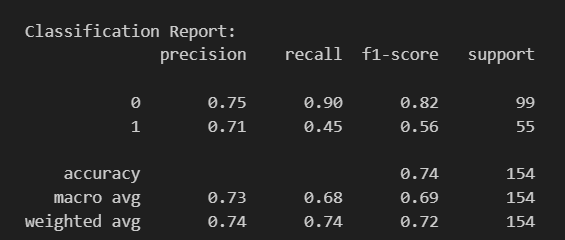 Classification Report:
precision recall f1-score support
0 0.75 0.90 0.82 99
1 0.71 0.45 0.56 55
accuracy 0.74 154
macro avg 0.73 0.68 0.69 154
weighted avg 0.74 0.74 0.72 154